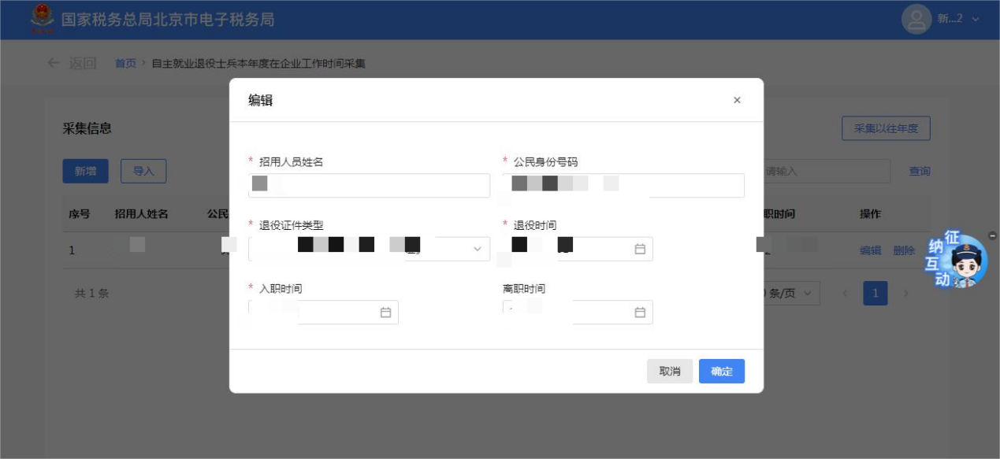 国家税务总局北京市电子税务局
新...2
返回 首页 自主就业退役士兵本年度在企业工作时间采集
编辑
采集信息
采集以往年度
* 招用人员姓名
* 公民身份号码
新增
导入
请输入
查询
序号
招用人姓名
公民
职时间
操作
* 退役证件类型
* 退役时间
1
编辑
删除
征纳互动
* 入职时间
离职时间
共 1 条
条/页
1
取消
确定